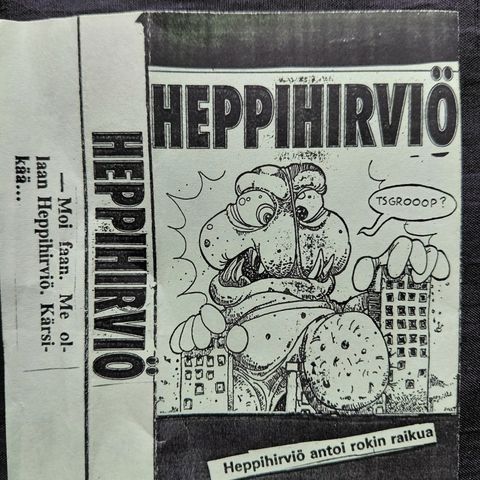 — Moi faan. Me ol-
laan Heppihirviö. Kärsi-
kää...
HEPPIHIRVIÖ
HEPPIHIRVIÖ
TSGROOOP?
Heppihirviö antoi rokin raikua